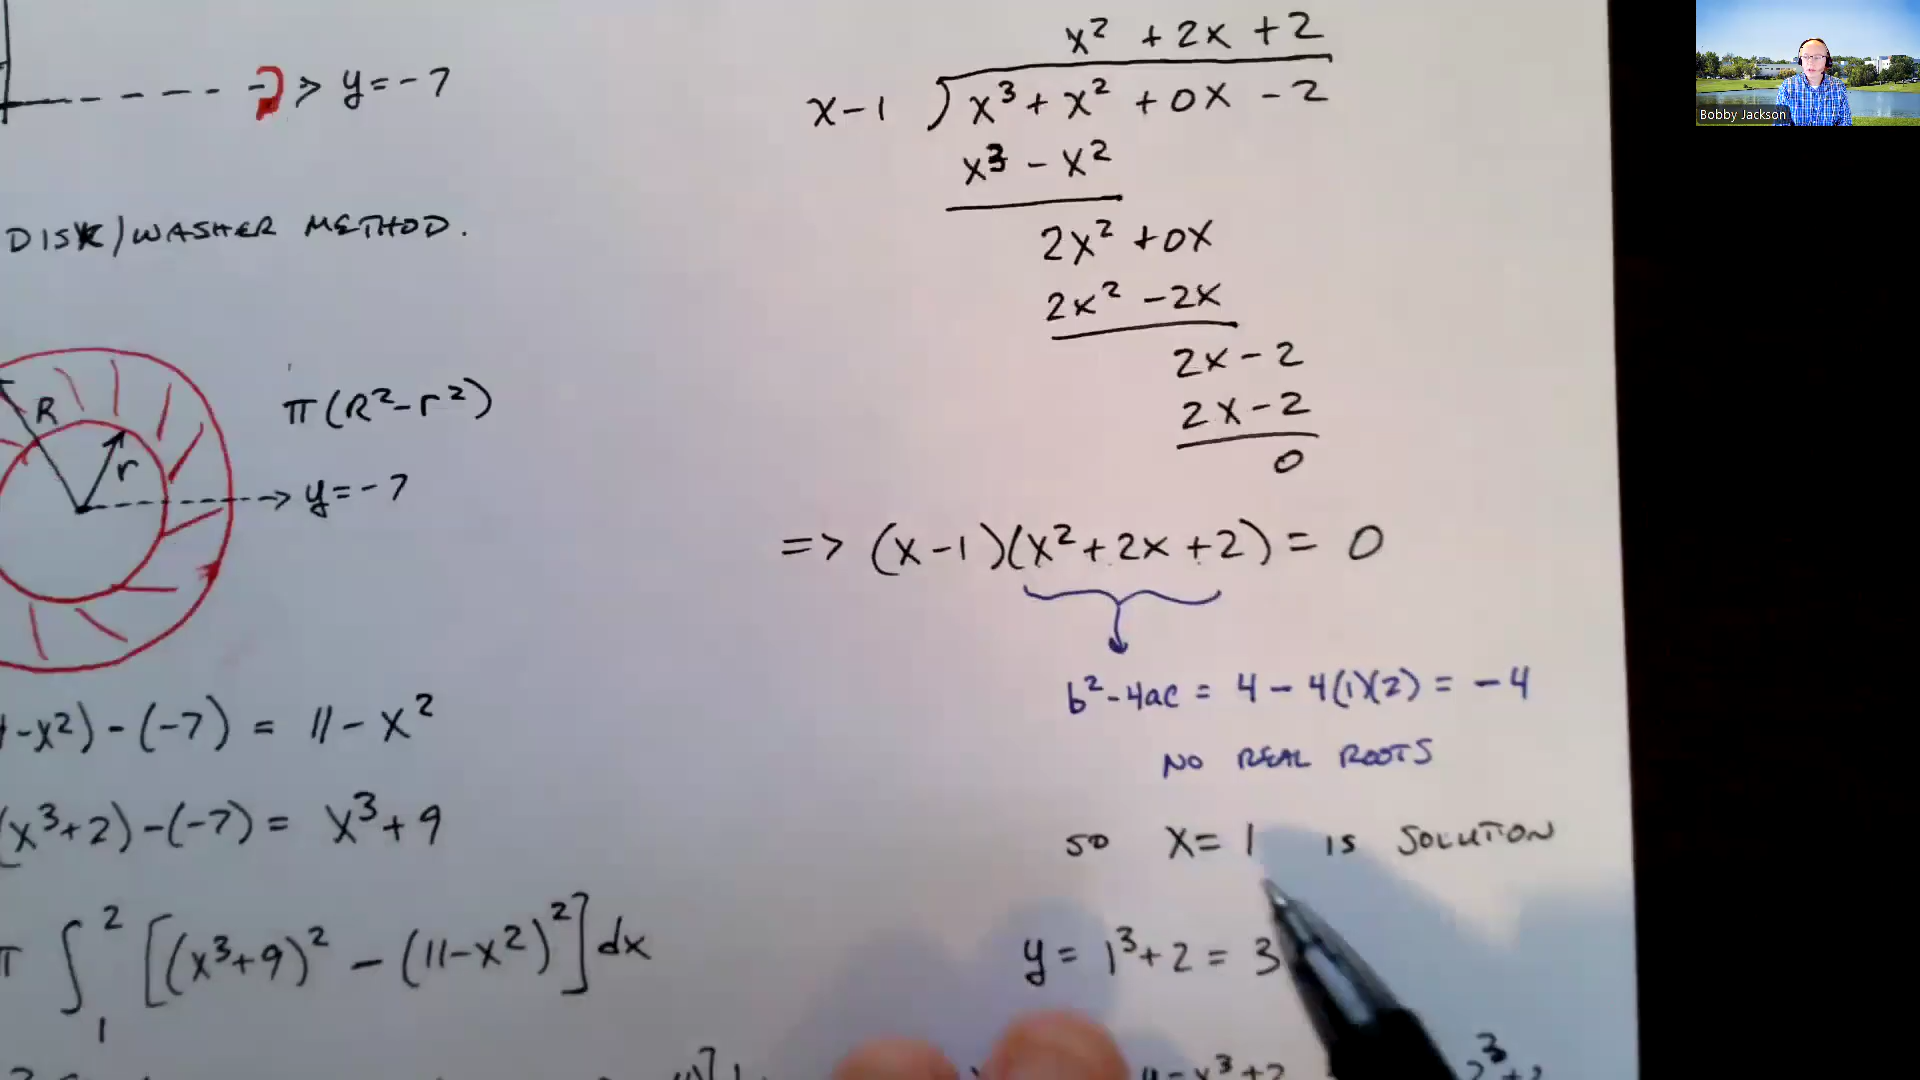 y = -7
DISK/WASHER METHOD.
R
r
π(R²-r²)
y = -7
-x²) - (-7) = 11 - x²
(x³+2) - (-7) = x³+9
π ∫₁² [(x³+9)² - (11-x²)²] dx
x² + 2x + 2
x-1 ) x³ + x² + 0x - 2
x³ - x²
2x² + 0x
2x² - 2x
2x - 2
2x - 2
0
=> (x-1)(x²+2x+2) = 0
b²-4ac = 4 - 4(1)(2) = -4
NO REAL ROOTS
SO X = 1 IS SOLUTION
y = 1³+2 = 3
Bobby Jackson